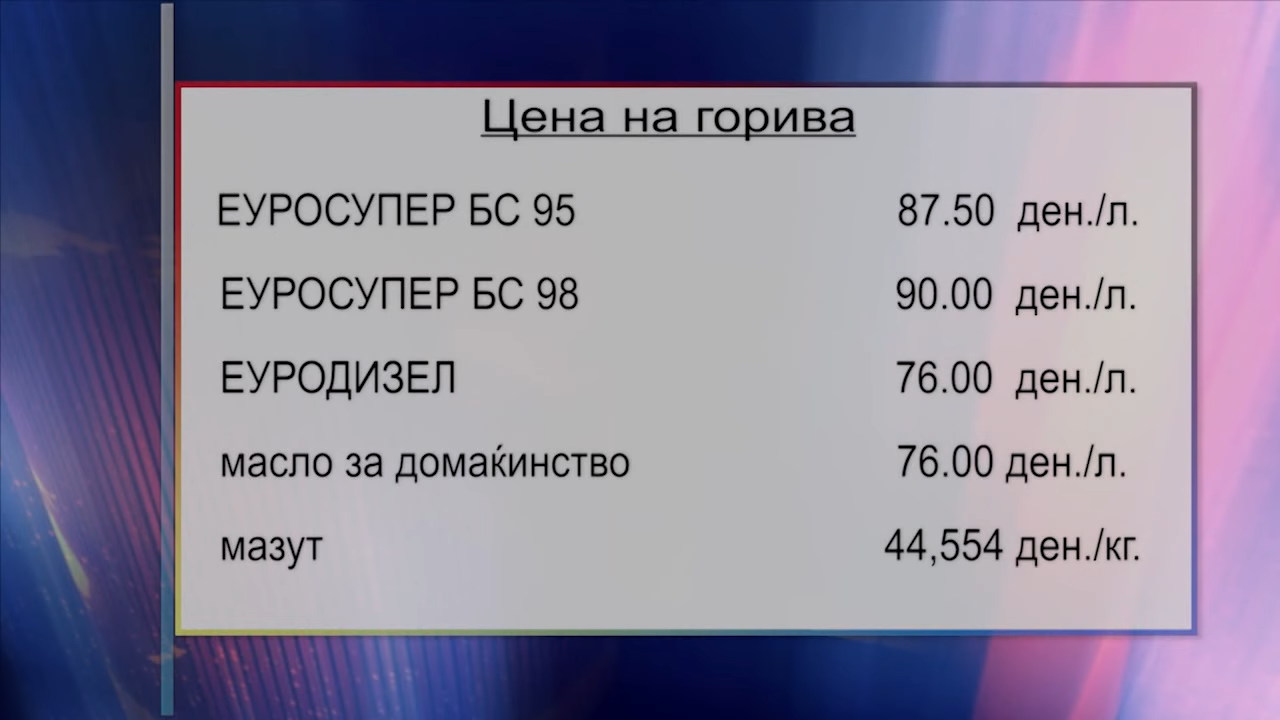 Цена на горива
ЕУРОСУПЕР БС 95 87.50 ден./л.
ЕУРОСУПЕР БС 98 90.00 ден./л.
ЕУРОДИЗЕЛ 76.00 ден./л.
масло за домаќинство 76.00 ден./л.
мазут 44,554 ден./кг.